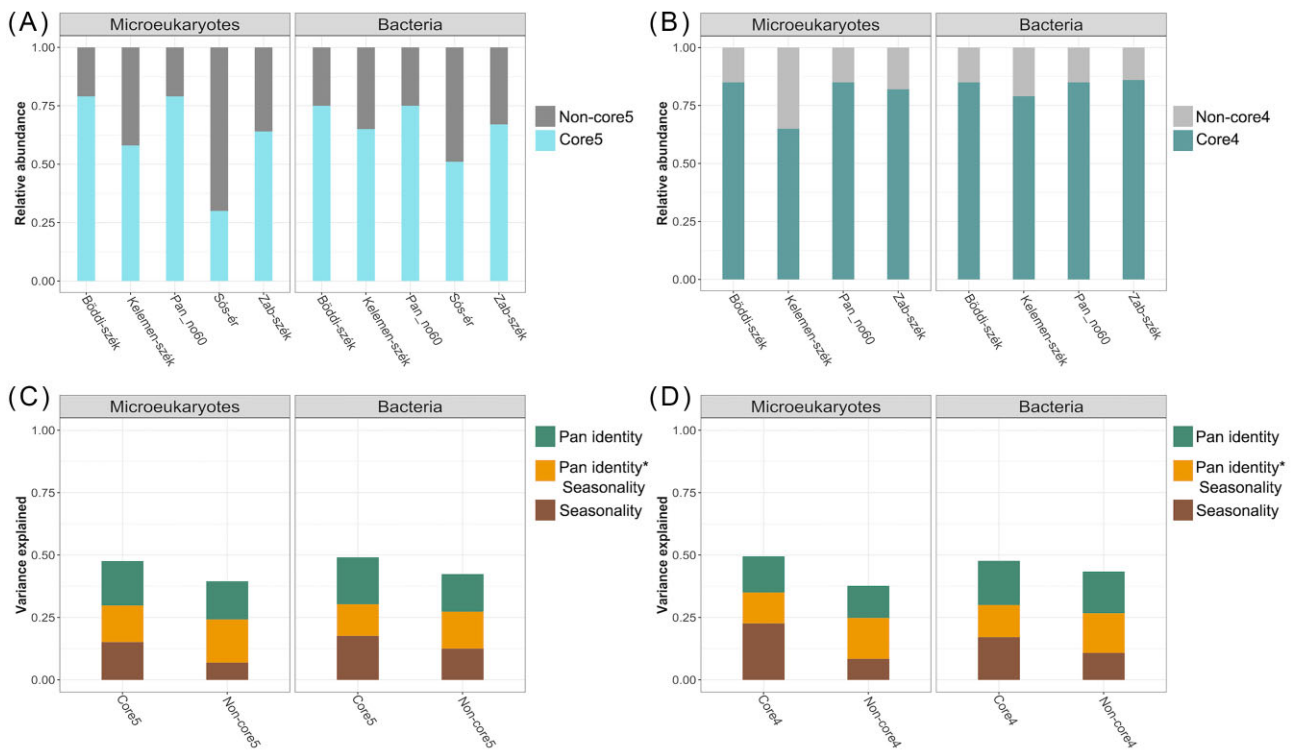 (A)
Microeukaryotes
Bacteria
1.00
0.75
0.50
0.25
0.00
Relative abundance
Böddi-szék
Kelemen-szék
Pan_no60
Sós-ér
Zab-szék
Böddi-szék
Kelemen-szék
Pan_no60
Sós-ér
Zab-szék
Non-core5
Core5
(B)
Microeukaryotes
Bacteria
1.00
0.75
0.50
0.25
0.00
Relative abundance
Böddi-szék
Kelemen-szék
Pan_no60
Zab-szék
Böddi-szék
Kelemen-szék
Pan_no60
Zab-szék
Non-core4
Core4
(C)
Microeukaryotes
Bacteria
1.00
0.75
0.50
0.25
0.00
Variance explained
Core5
Non-core5
Core5
Non-core5
Pan identity
Pan identity*
Seasonality
Seasonality
(D)
Microeukaryotes
Bacteria
1.00
0.75
0.50
0.25
0.00
Variance explained
Core4
Non-core4
Core4
Non-core4
Pan identity
Pan identity*
Seasonality
Seasonality